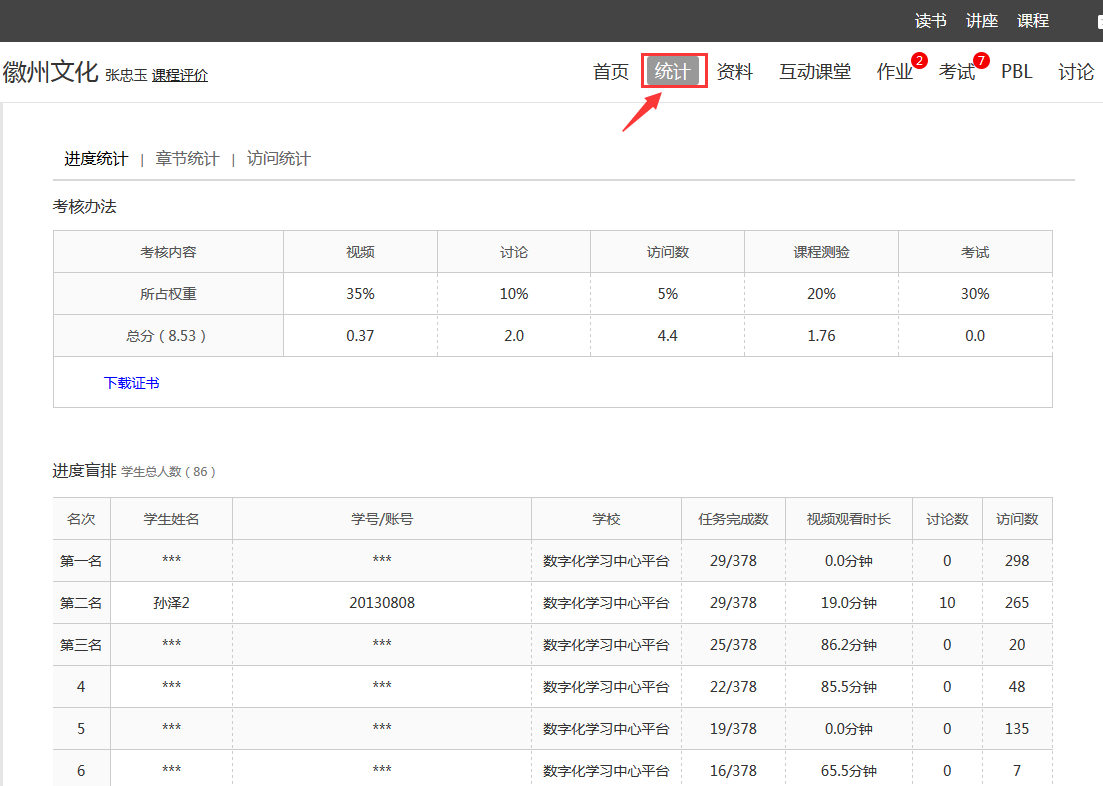 读书 讲座 课程
徽州文化 张忠玉 课程评价
首页 统计 资料 互动课堂 作业 2 考试 7 PBL 讨论
进度统计 | 章节统计 | 访问统计
考核办法
考核内容 视频 讨论 访问数 课程测验 考试
所占权重 35% 10% 5% 20% 30%
总分（8.53） 0.37 2.0 4.4 1.76 0.0
下载证书
进度盲排 学生总人数（86）
名次 学生姓名 学号/账号 学校 任务完成数 视频观看时长 讨论数 访问数
第一名 *** *** 数字化学习中心平台 29/378 0.0分钟 0 298
第二名 孙泽2 20130808 数字化学习中心平台 29/378 19.0分钟 10 265
第三名 *** *** 数字化学习中心平台 25/378 86.2分钟 0 20
4 *** *** 数字化学习中心平台 22/378 85.5分钟 0 48
5 *** *** 数字化学习中心平台 19/378 0.0分钟 0 135
6 *** *** 数字化学习中心平台 16/378 65.5分钟 0 7